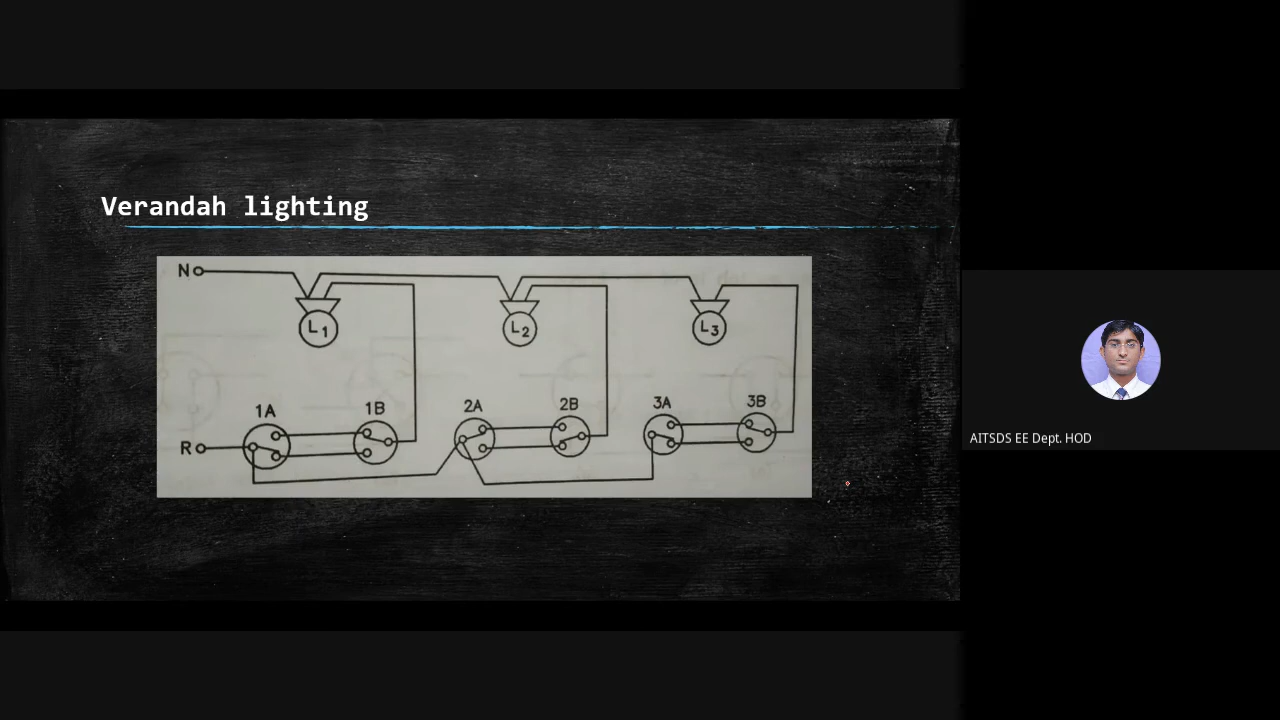 Verandah lighting
N
L1
L2
L3
1A
1B
2A
2B
3A
3B
R
AITSDS EE Dept. HOD